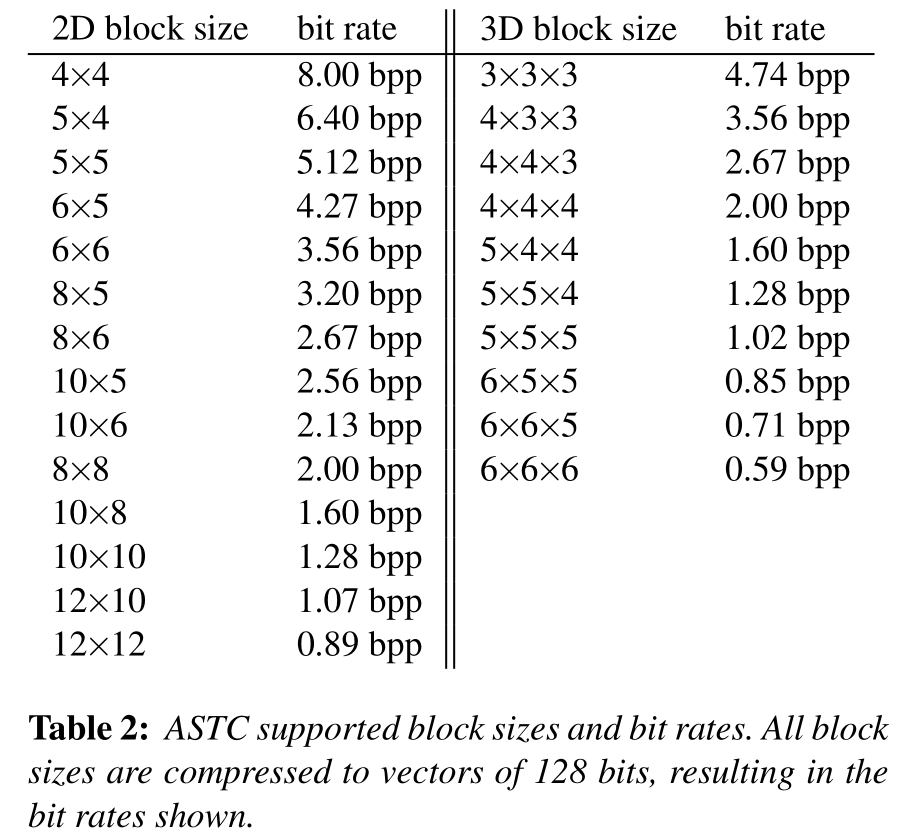 2D block size bit rate 3D block size bit rate
4×4 8.00 bpp 3×3×3 4.74 bpp
5×4 6.40 bpp 4×3×3 3.56 bpp
5×5 5.12 bpp 4×4×3 2.67 bpp
6×5 4.27 bpp 4×4×4 2.00 bpp
6×6 3.56 bpp 5×4×4 1.60 bpp
8×5 3.20 bpp 5×5×4 1.28 bpp
8×6 2.67 bpp 5×5×5 1.02 bpp
10×5 2.56 bpp 6×5×5 0.85 bpp
10×6 2.13 bpp 6×6×5 0.71 bpp
8×8 2.00 bpp 6×6×6 0.59 bpp
10×8 1.60 bpp
10×10 1.28 bpp
12×10 1.07 bpp
12×12 0.89 bpp
Table 2: ASTC supported block sizes and bit rates. All block
sizes are compressed to vectors of 128 bits, resulting in the
bit rates shown.